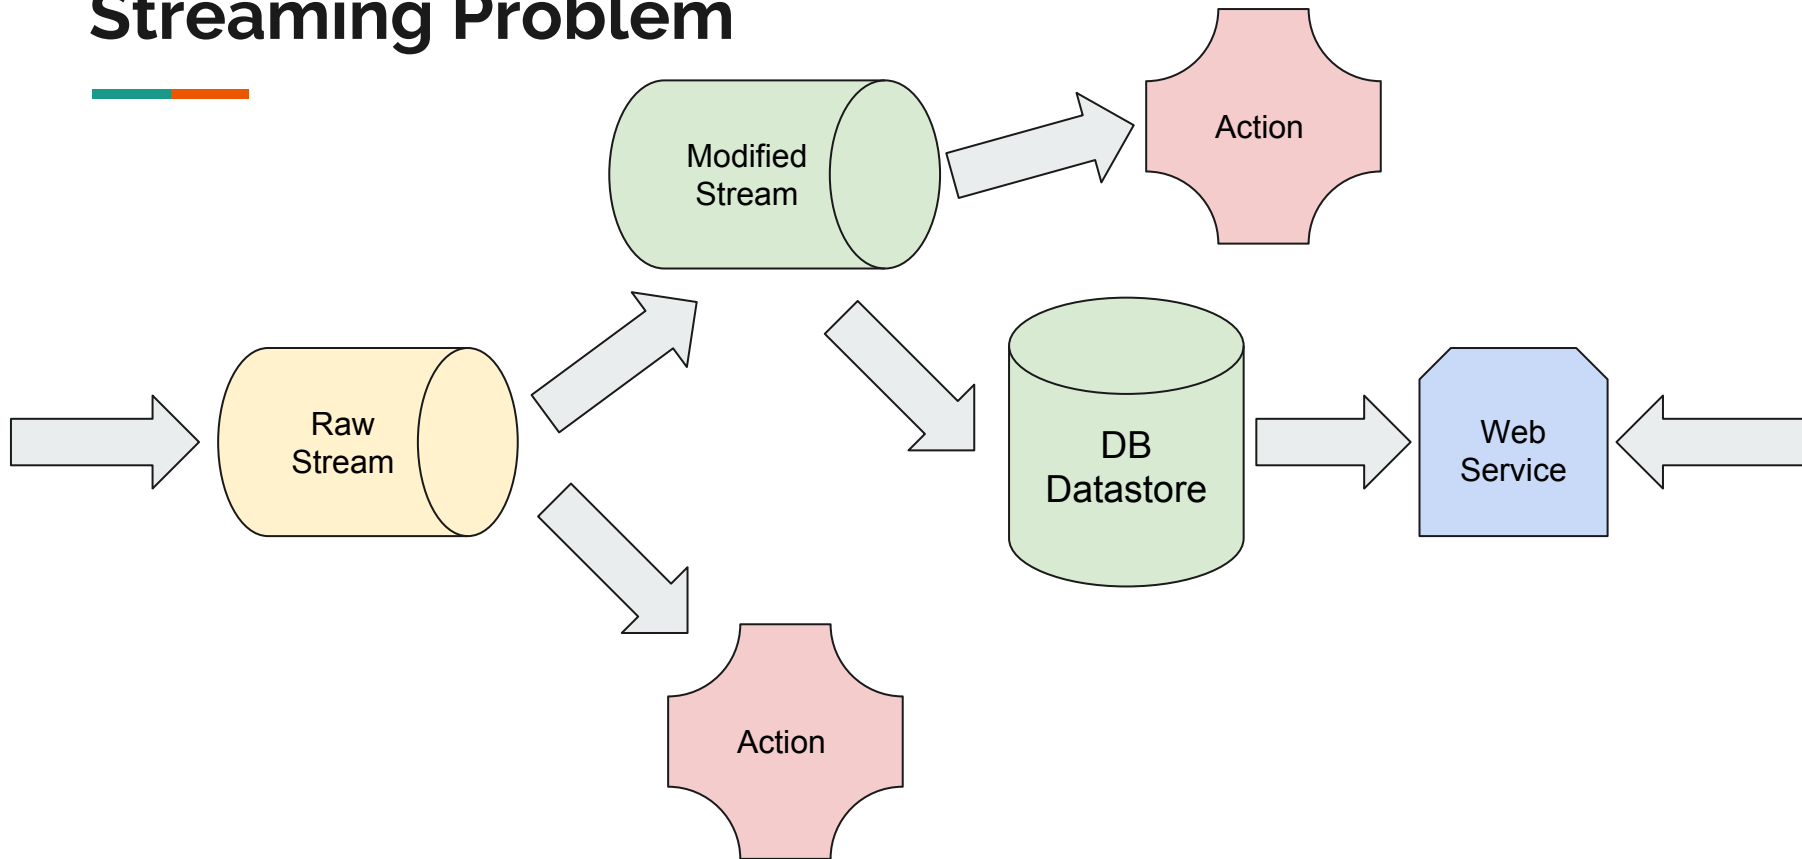 Streaming Problem
Action
Modified
Stream
Raw
Stream
DB
Datastore
Web
Service
Action